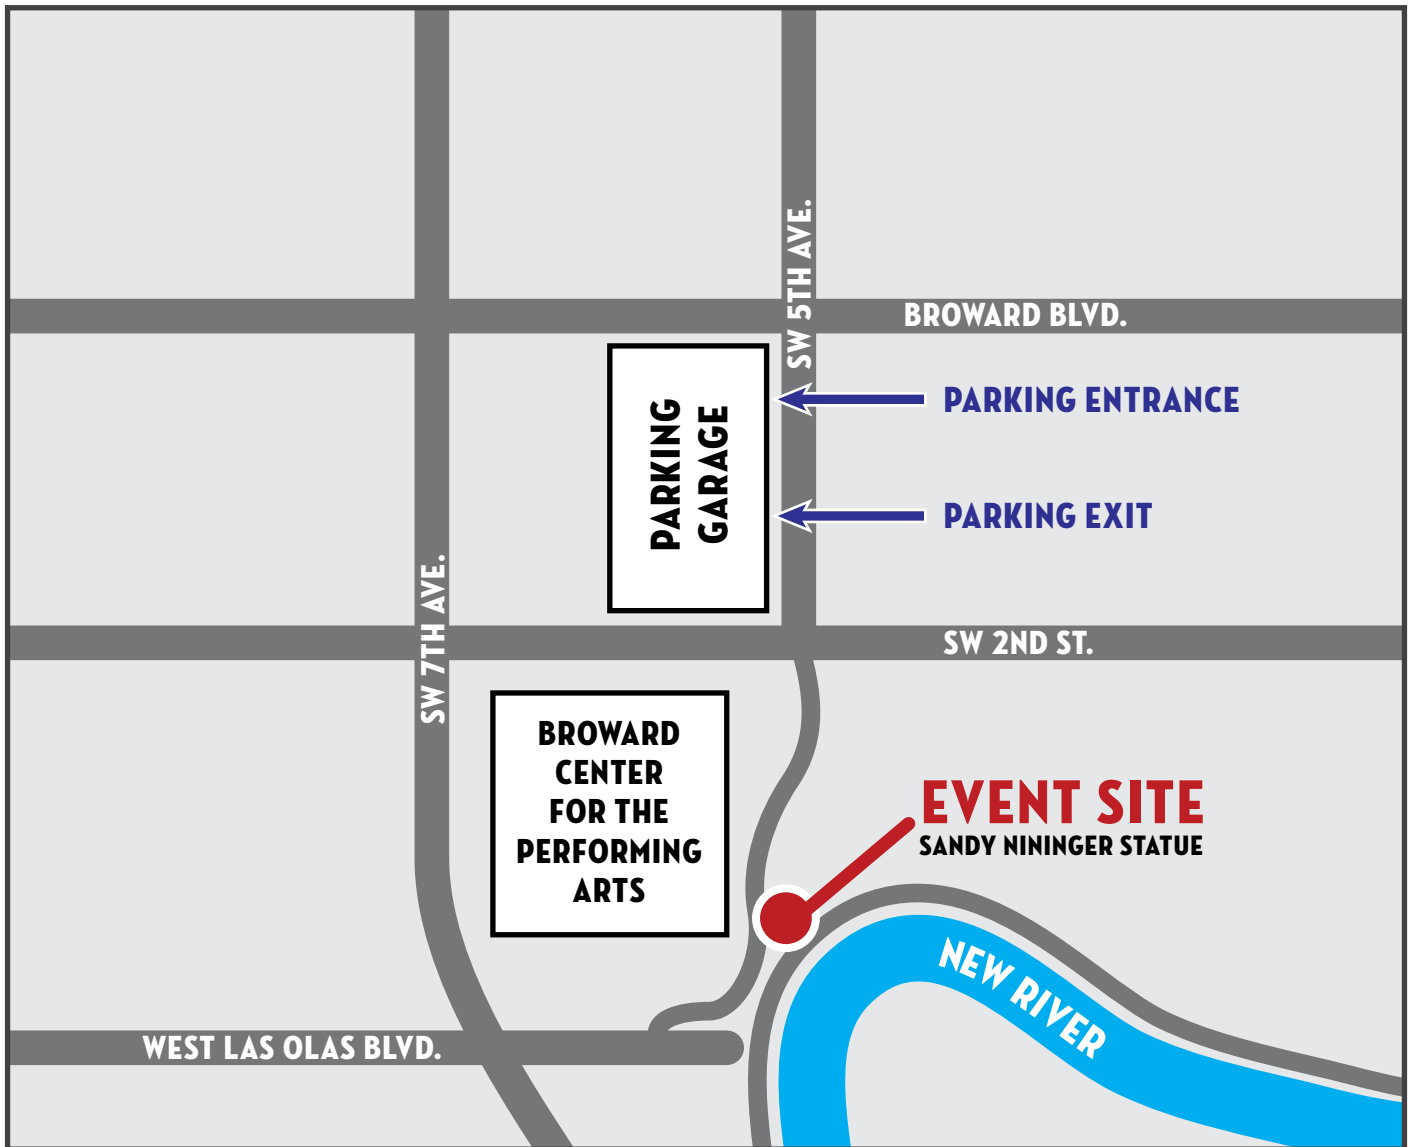 SW 5TH AVE.
BROWARD BLVD.
PARKING
GARAGE
PARKING ENTRANCE
PARKING EXIT
SW 7TH AVE.
SW 2ND ST.
BROWARD
CENTER
FOR THE
PERFORMING
ARTS
EVENT SITE
SANDY NININGER STATUE
NEW RIVER
WEST LAS OLAS BLVD.